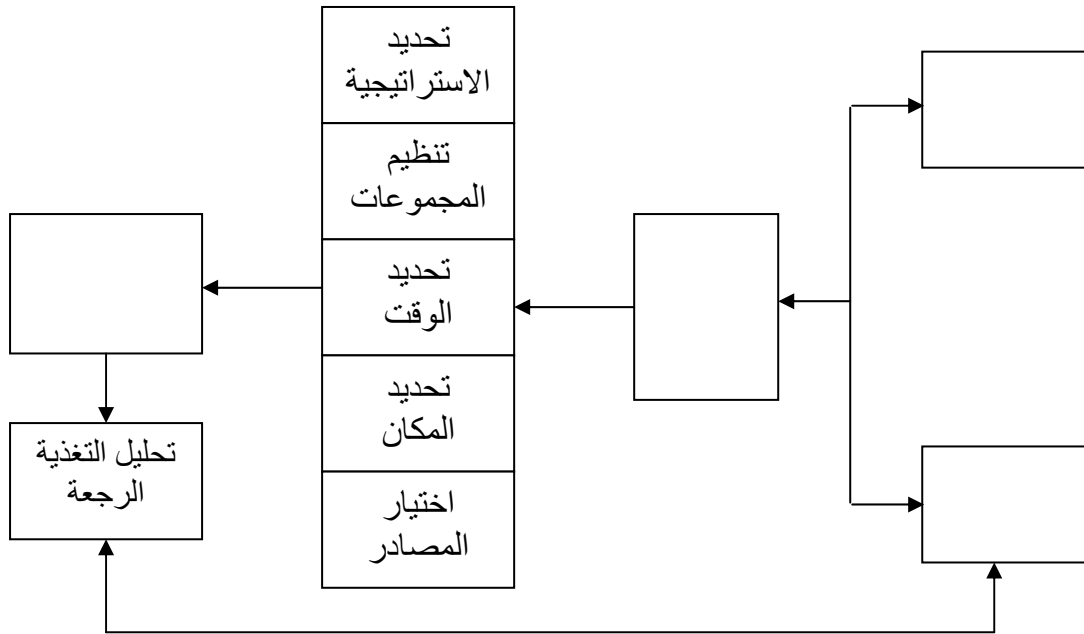 تحديد
الاستراتيجية
تنظيم
المجموعات
تحديد
الوقت
تحديد
المكان
اختيار
المصادر
تحليل التغذية
الرجعة